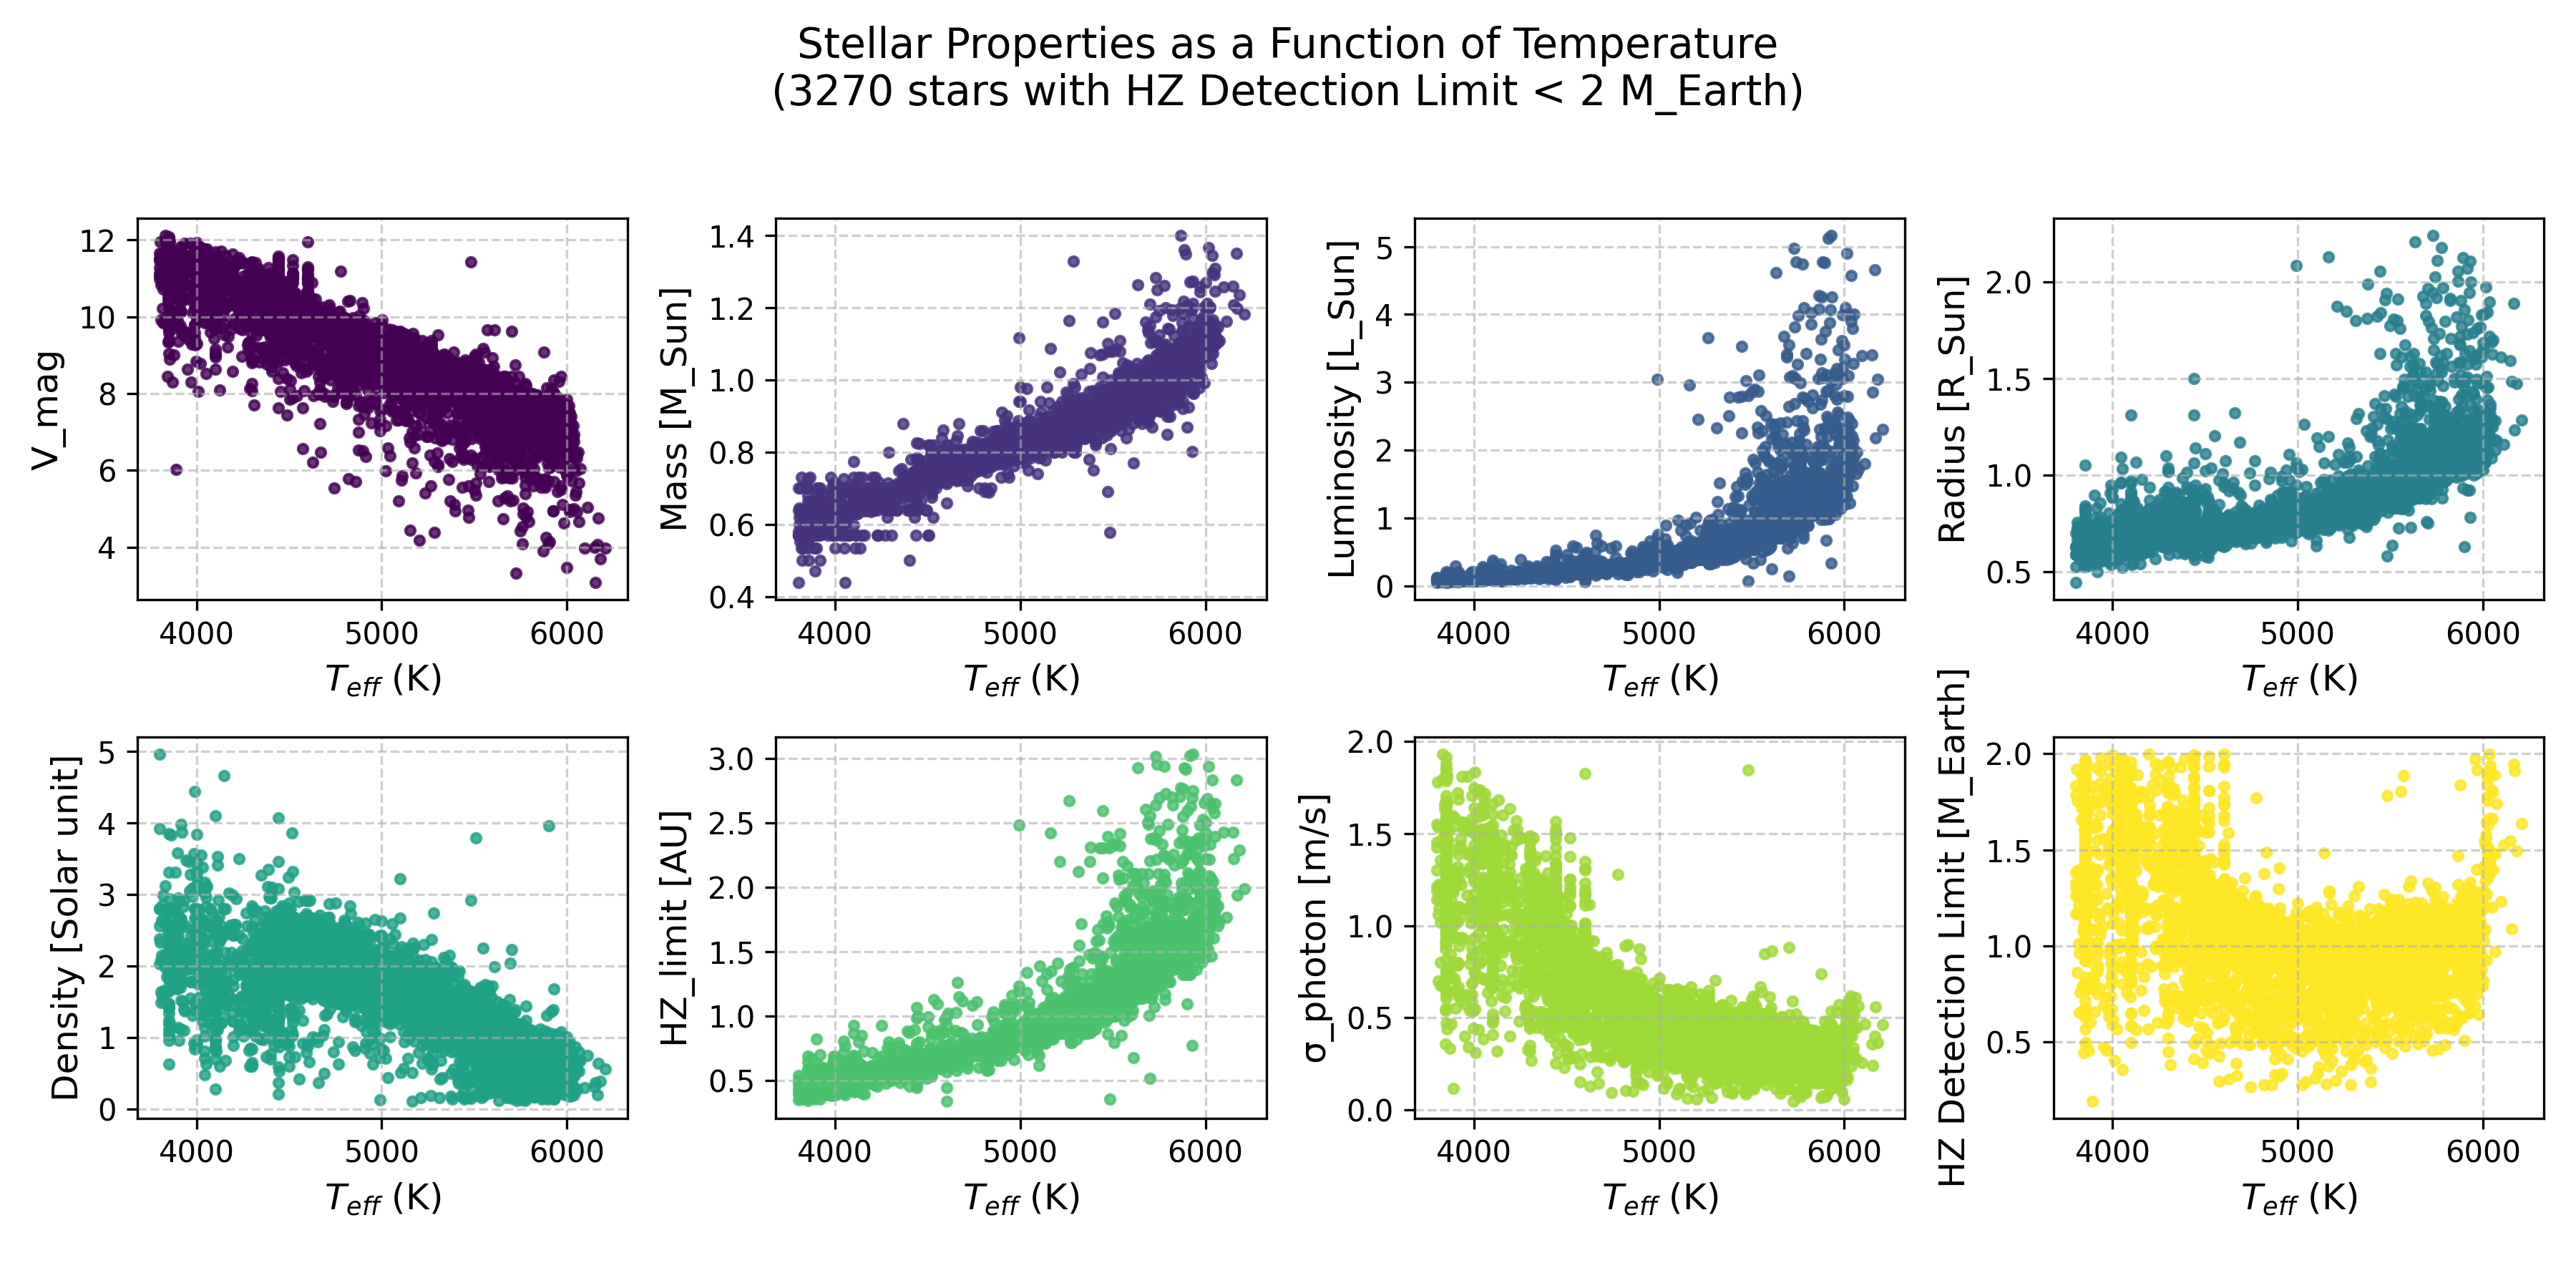 Stellar Properties as a Function of Temperature
(3270 stars with HZ Detection Limit < 2 M_Earth)
V_mag
12
10
8
6
4
4000 5000 6000
T_eff (K)
Mass [M_Sun]
1.4
1.2
1.0
0.8
0.6
0.4
4000 5000 6000
T_eff (K)
Luminosity [L_Sun]
5
4
3
2
1
0
4000 5000 6000
T_eff (K)
Radius [R_Sun]
2.0
1.5
1.0
0.5
4000 5000 6000
T_eff (K)
Density [Solar unit]
5
4
3
2
1
0
4000 5000 6000
T_eff (K)
HZ_limit [AU]
3.0
2.5
2.0
1.5
1.0
0.5
4000 5000 6000
T_eff (K)
σ_photon [m/s]
2.0
1.5
1.0
0.5
0.0
4000 5000 6000
T_eff (K)
HZ Detection Limit [M_Earth]
2.0
1.5
1.0
0.5
4000 5000 6000
T_eff (K)